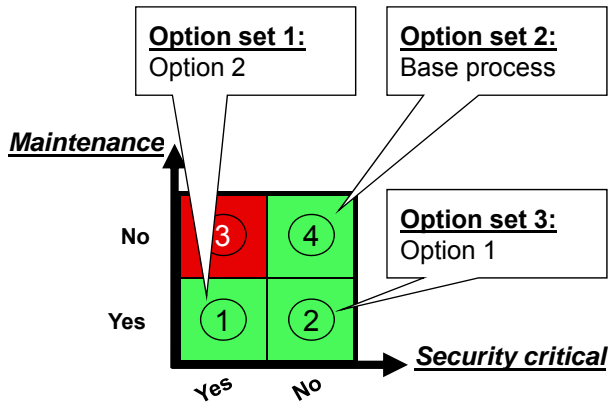 Option set 1:
Option 2
Option set 2:
Base process
Maintenance
Option set 3:
Option 1
No
3
4
Yes
1
2
Security critical
Yes
No